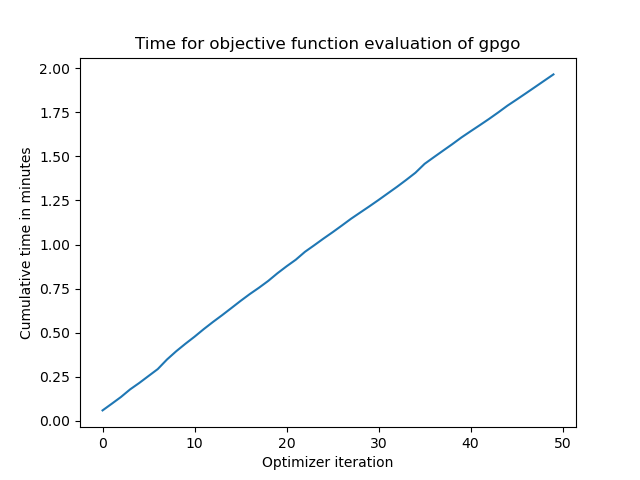 Time for objective function evaluation of gpgo
2.00
1.75
1.50
1.25
1.00
0.75
0.50
0.25
0.00
Cumulative time in minutes
0 10 20 30 40 50
Optimizer iteration